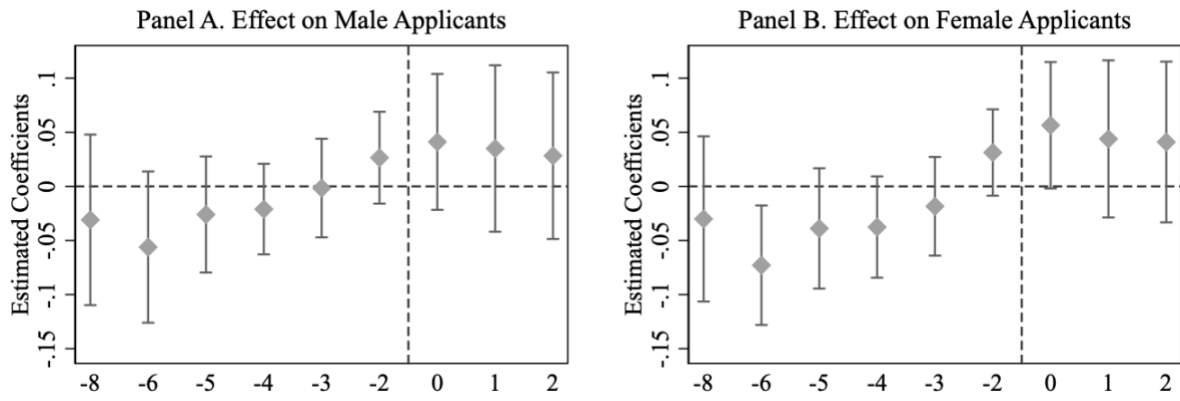 Panel A. Effect on Male Applicants
Estimated Coefficients
.1
.05
0
-.05
-.1
-.15
-8 -6 -5 -4 -3 -2 0 1 2
Panel B. Effect on Female Applicants
Estimated Coefficients
.1
.05
0
-.05
-.1
-.15
-8 -6 -5 -4 -3 -2 0 1 2